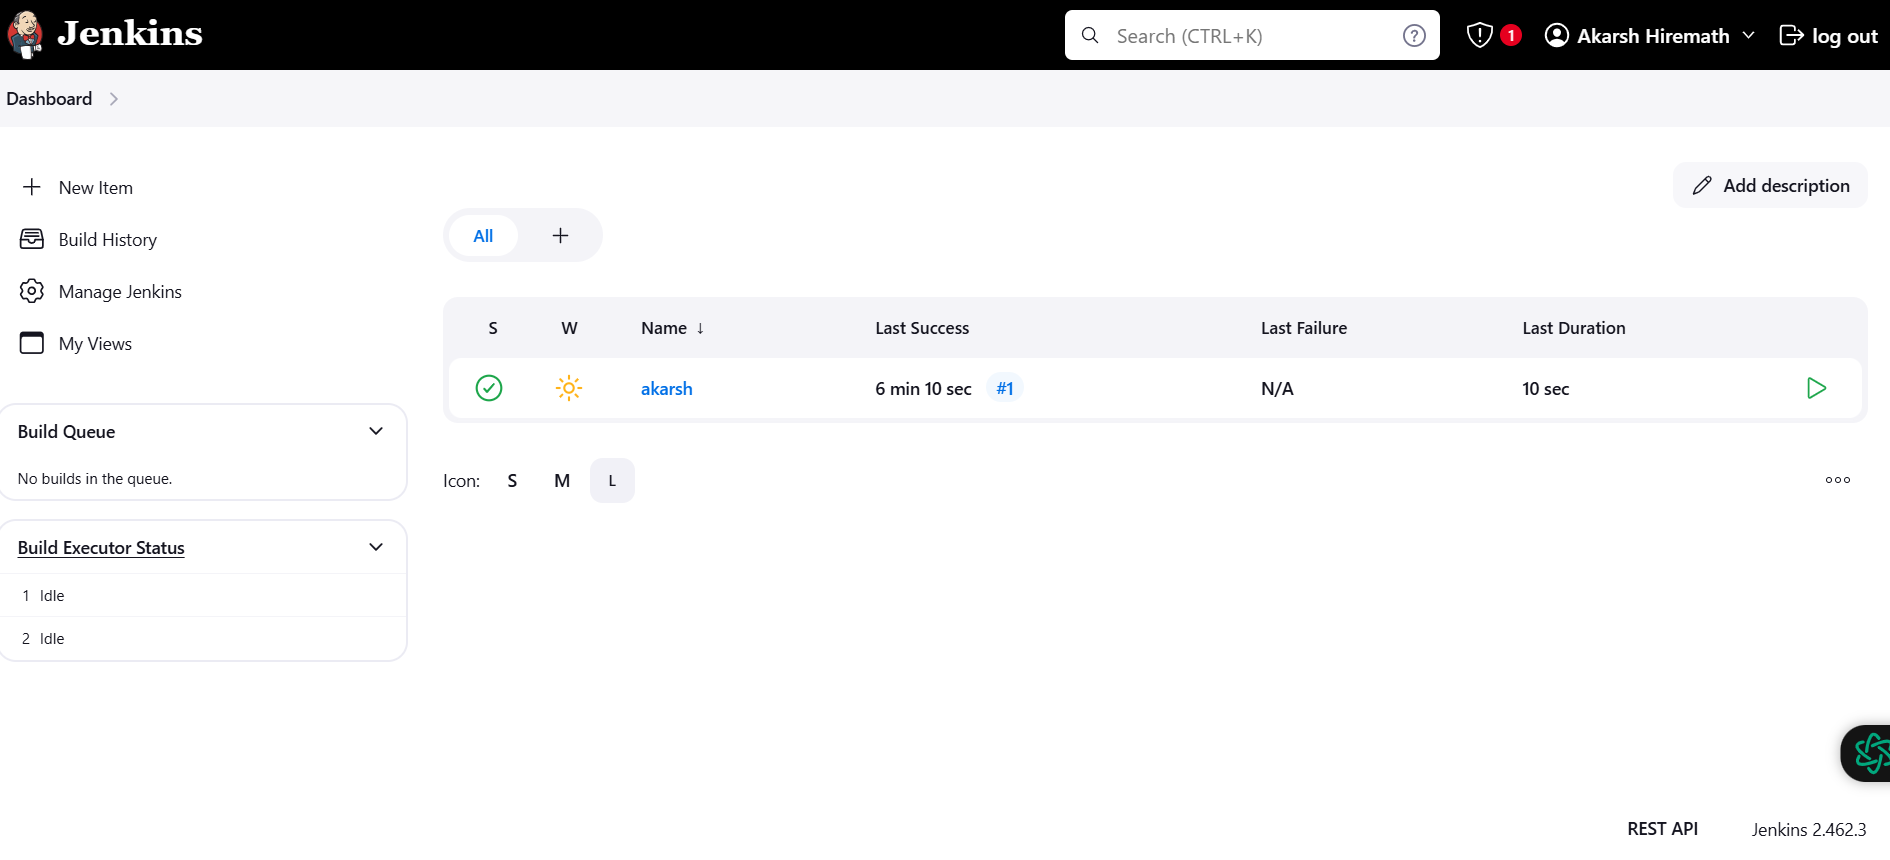 Jenkins
Search (CTRL+K)
1
Akarsh Hiremath
log out
Dashboard
New Item
Build History
Manage Jenkins
My Views
Add description
All
S W Name ↓ Last Success Last Failure Last Duration
akarsh 6 min 10 sec #1 N/A 10 sec
Icon: S M L
Build Queue
No builds in the queue.
Build Executor Status
1 Idle
2 Idle
REST API Jenkins 2.462.3